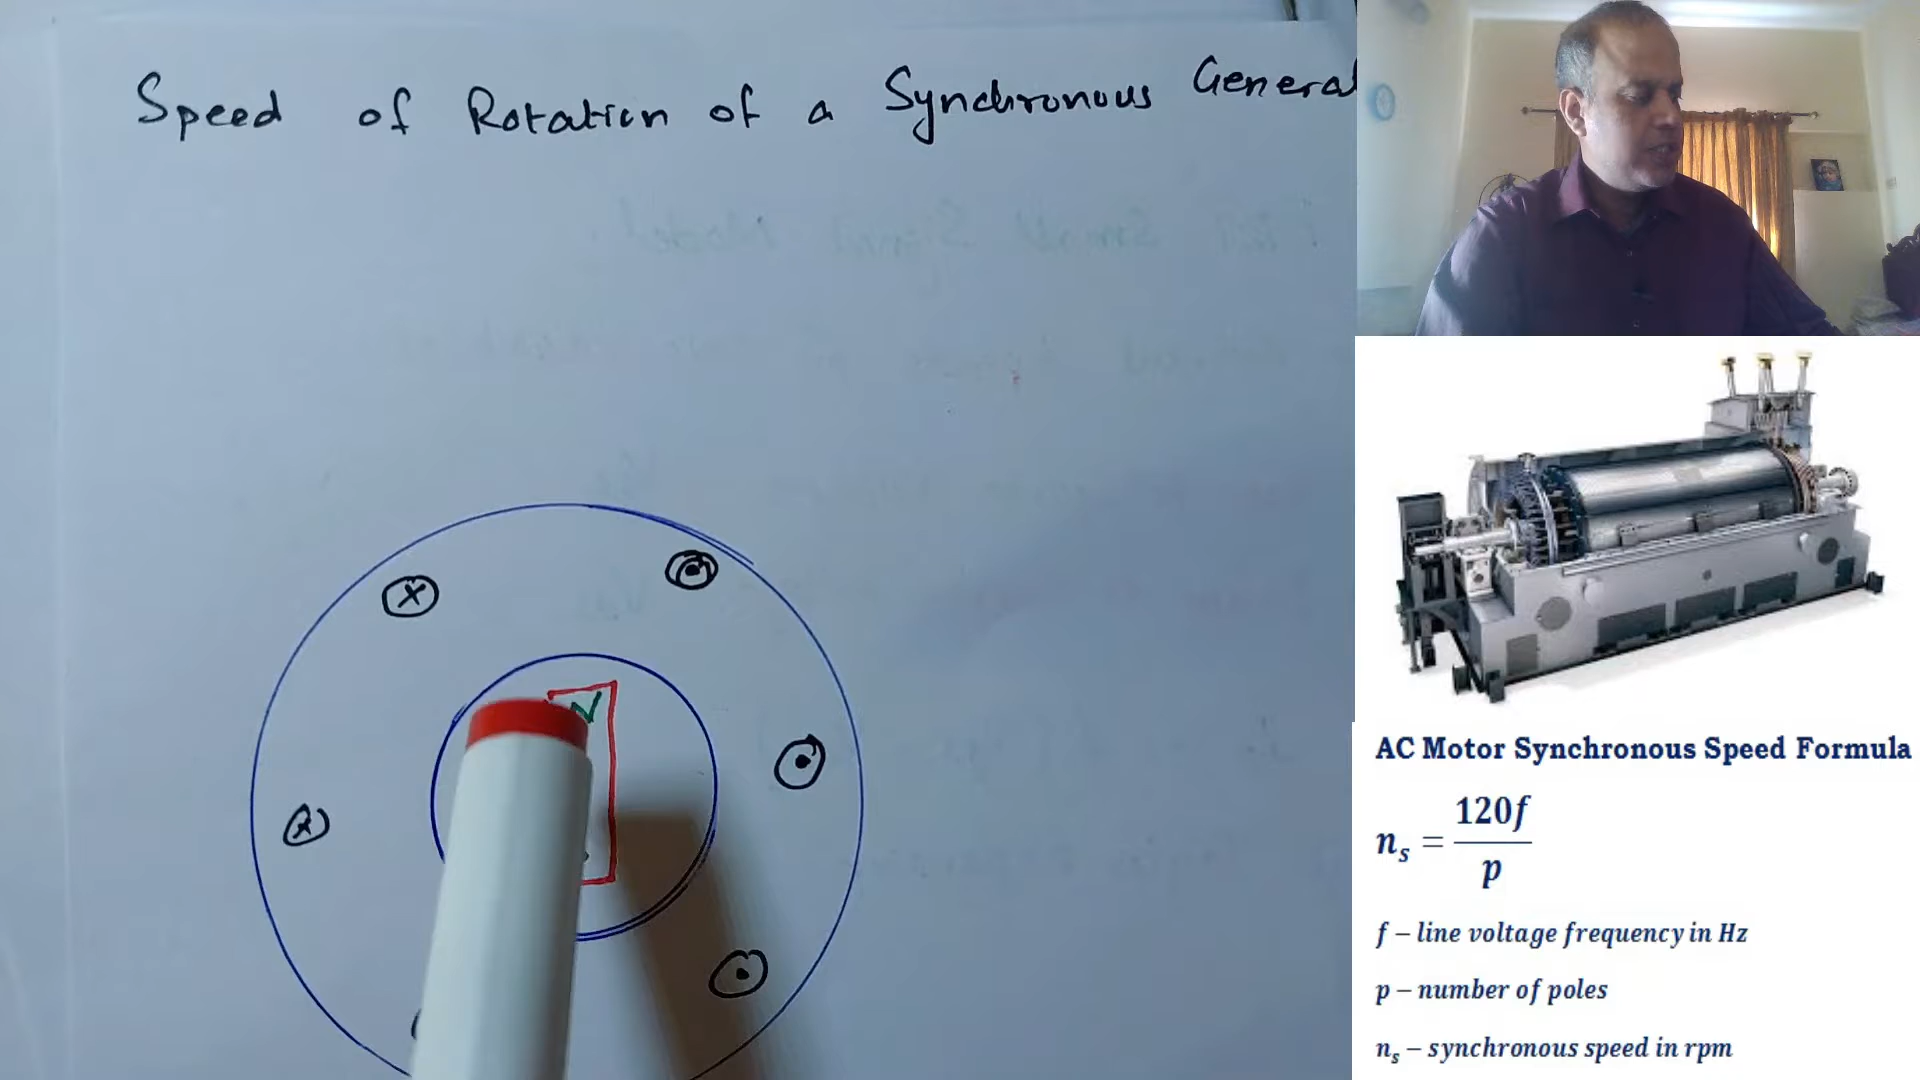 Speed of Rotation of a Synchronous General
N
AC Motor Synchronous Speed Formula
n_s = 120f / p
f – line voltage frequency in Hz
p – number of poles
n_s – synchronous speed in rpm